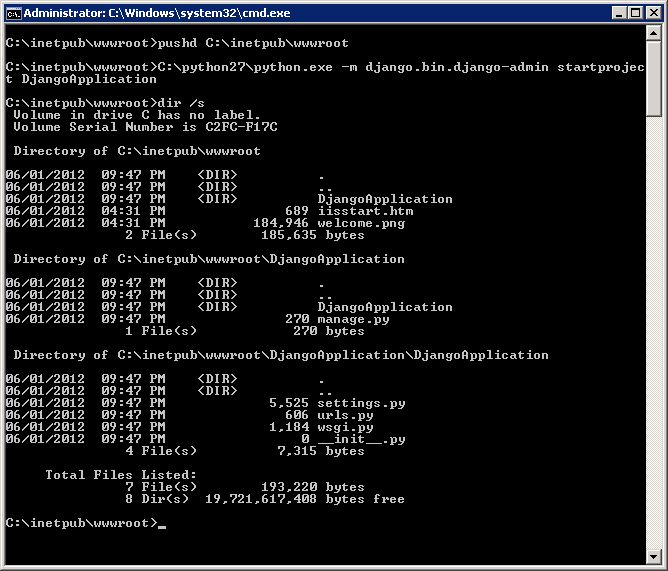 Administrator: C:\Windows\system32\cmd.exe
C:\inetpub\wwwroot>pushd C:\inetpub\wwwroot
C:\inetpub\wwwroot>C:\python27\python.exe -m django.bin.django-admin startprojec
t DjangoApplication
C:\inetpub\wwwroot>dir /s
 Volume in drive C has no label.
 Volume Serial Number is C2FC-F17C
 Directory of C:\inetpub\wwwroot
06/01/2012  09:47 PM    <DIR>          .
06/01/2012  09:47 PM    <DIR>          ..
06/01/2012  09:47 PM    <DIR>          DjangoApplication
06/01/2012  04:31 PM               689 iisstart.htm
06/01/2012  04:31 PM           184,946 welcome.png
               2 File(s)        185,635 bytes
 Directory of C:\inetpub\wwwroot\DjangoApplication
06/01/2012  09:47 PM    <DIR>          .
06/01/2012  09:47 PM    <DIR>          ..
06/01/2012  09:47 PM    <DIR>          DjangoApplication
06/01/2012  09:47 PM               270 manage.py
               1 File(s)            270 bytes
 Directory of C:\inetpub\wwwroot\DjangoApplication\DjangoApplication
06/01/2012  09:47 PM    <DIR>          .
06/01/2012  09:47 PM    <DIR>          ..
06/01/2012  09:47 PM             5,525 settings.py
06/01/2012  09:47 PM               606 urls.py
06/01/2012  09:47 PM             1,184 wsgi.py
06/01/2012  09:47 PM                 0 __init__.py
               4 File(s)          7,315 bytes
     Total Files Listed:
               7 File(s)        193,220 bytes
               8 Dir(s)  19,721,617,408 bytes free
C:\inetpub\wwwroot>_